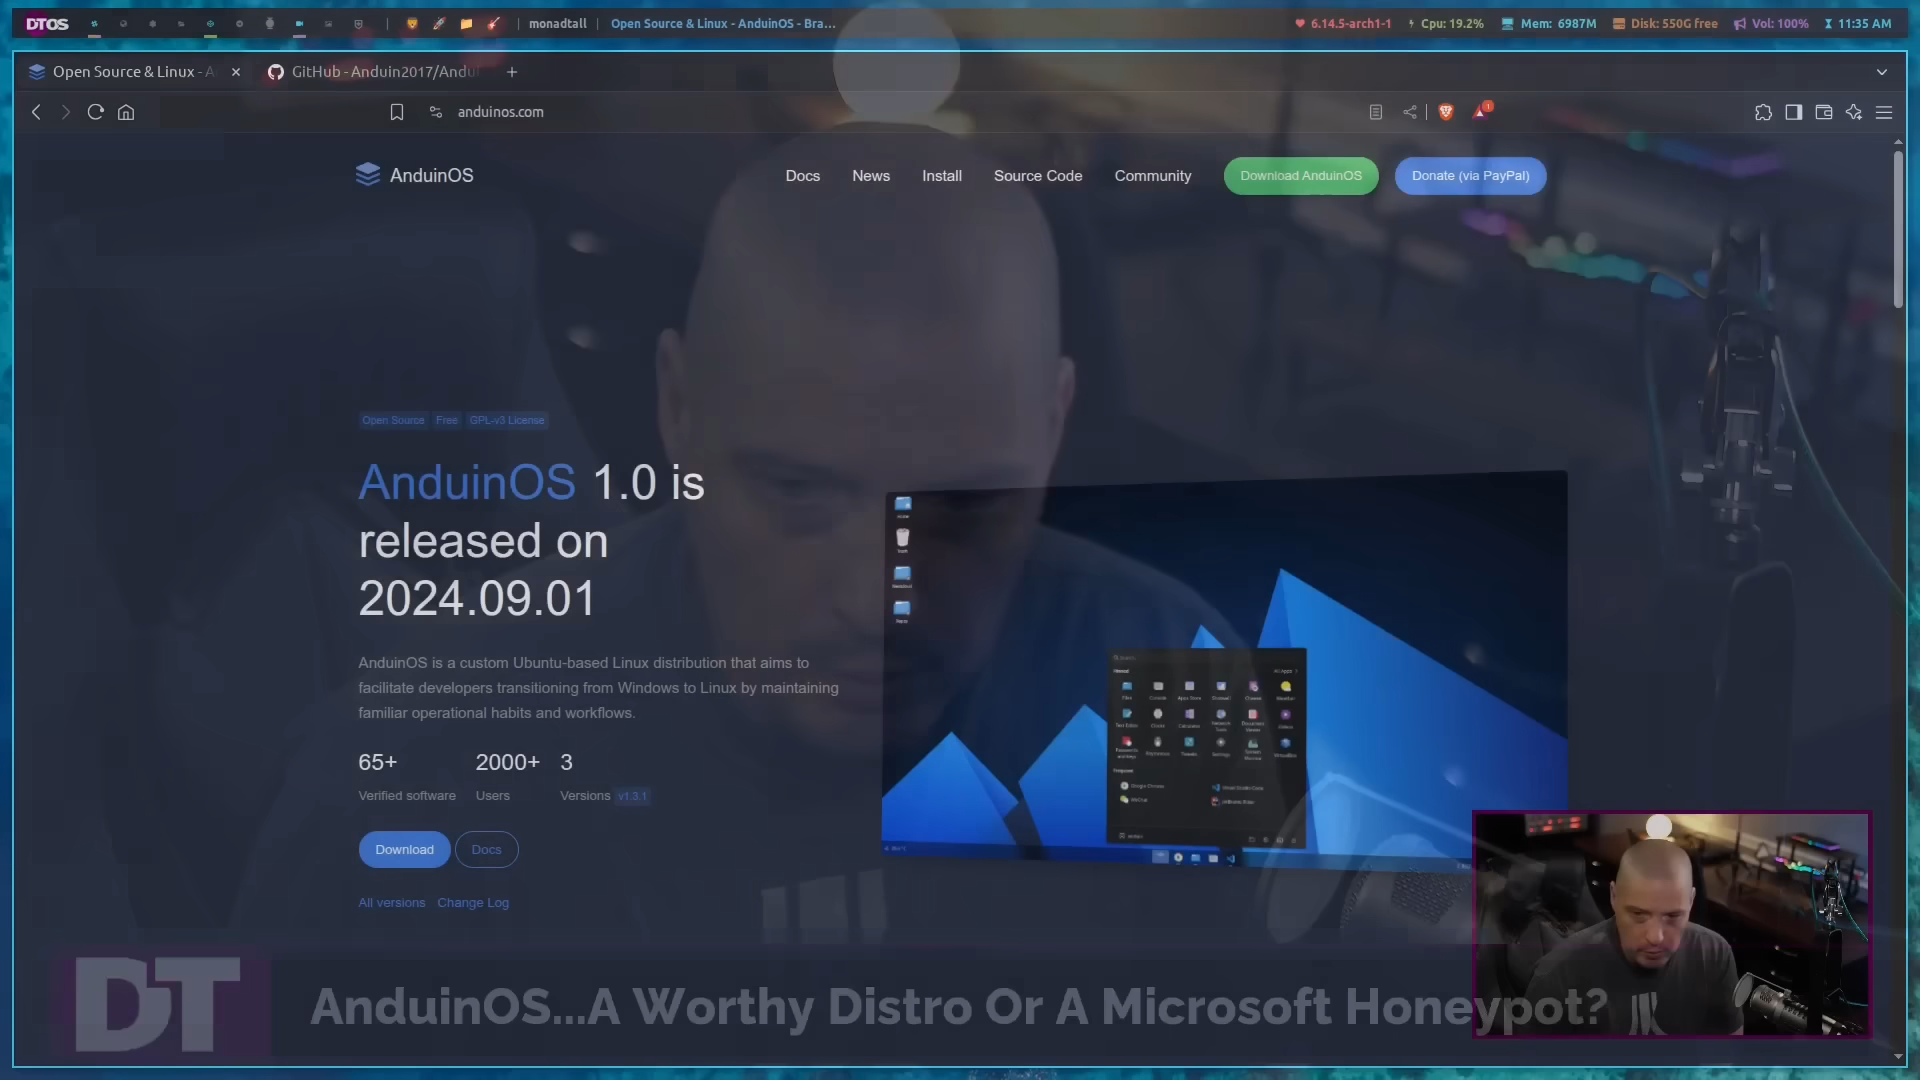 DTOS
monadtall
Open Source & Linux - AnduinOS - Bra...
6.14.5-arch1-1
Cpu: 19.2%
Mem: 6987M
Disk: 550G free
Vol: 100%
11:35 AM
Open Source & Linux - A
GitHub - Anduin2017/Andu
anduinos.com
1
AnduinOS
Docs
News
Install
Source Code
Community
Download AnduinOS
Donate (via PayPal)
Open Source Free GPL-v3 License
AnduinOS 1.0 is
released on
2024.09.01
AnduinOS is a custom Ubuntu-based Linux distribution that aims to
facilitate developers transitioning from Windows to Linux by maintaining
familiar operational habits and workflows.
65+ 2000+ 3
Verified software Users Versions v1.3.1
Download Docs
All versions Change Log
DT
AnduinOS...A Worthy Distro Or A Microsoft Honeypot?